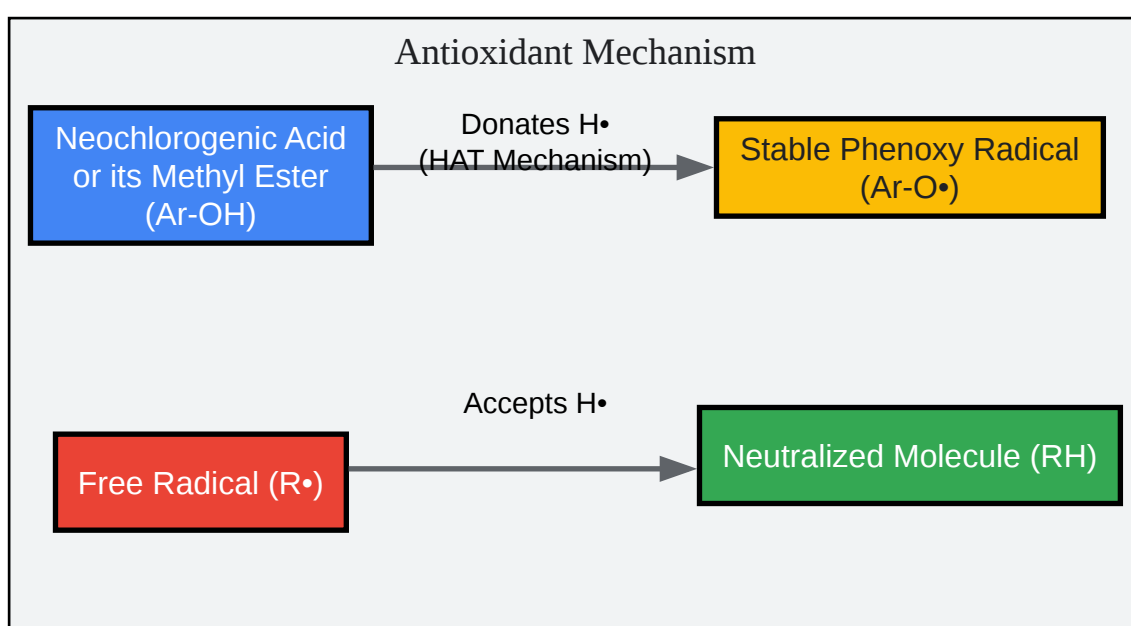 Antioxidant Mechanism
Neochlorogenic Acid
or its Methyl Ester
(Ar-OH)
Donates H•
(HAT Mechanism)
Stable Phenoxy Radical
(Ar-O•)
Free Radical (R•)
Accepts H•
Neutralized Molecule (RH)